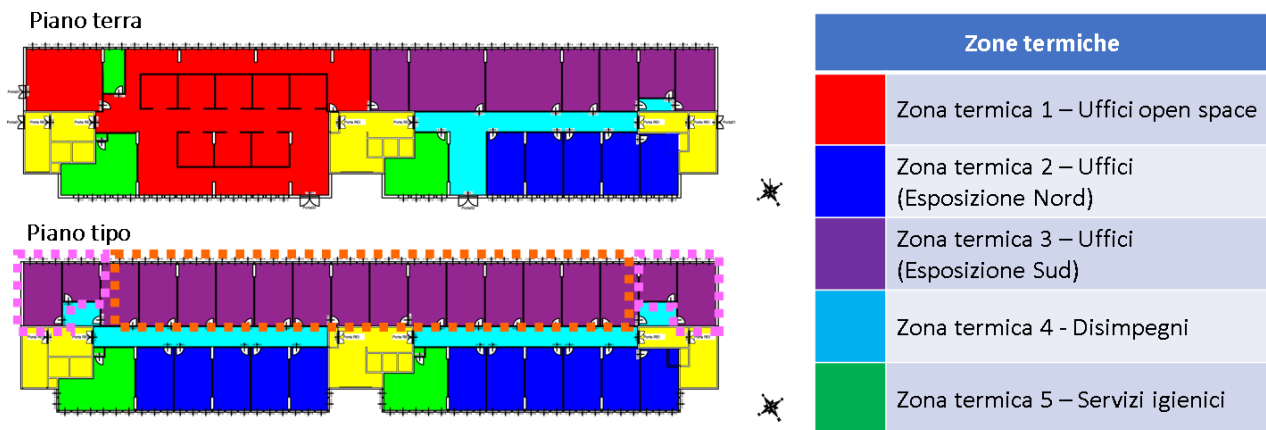 Piano terra
Piano tipo
Zone termiche
Zona termica 1 – Uffici open space
Zona termica 2 – Uffici
(Esposizione Nord)
Zona termica 3 – Uffici
(Esposizione Sud)
Zona termica 4 - Disimpegni
Zona termica 5 – Servizi igienici